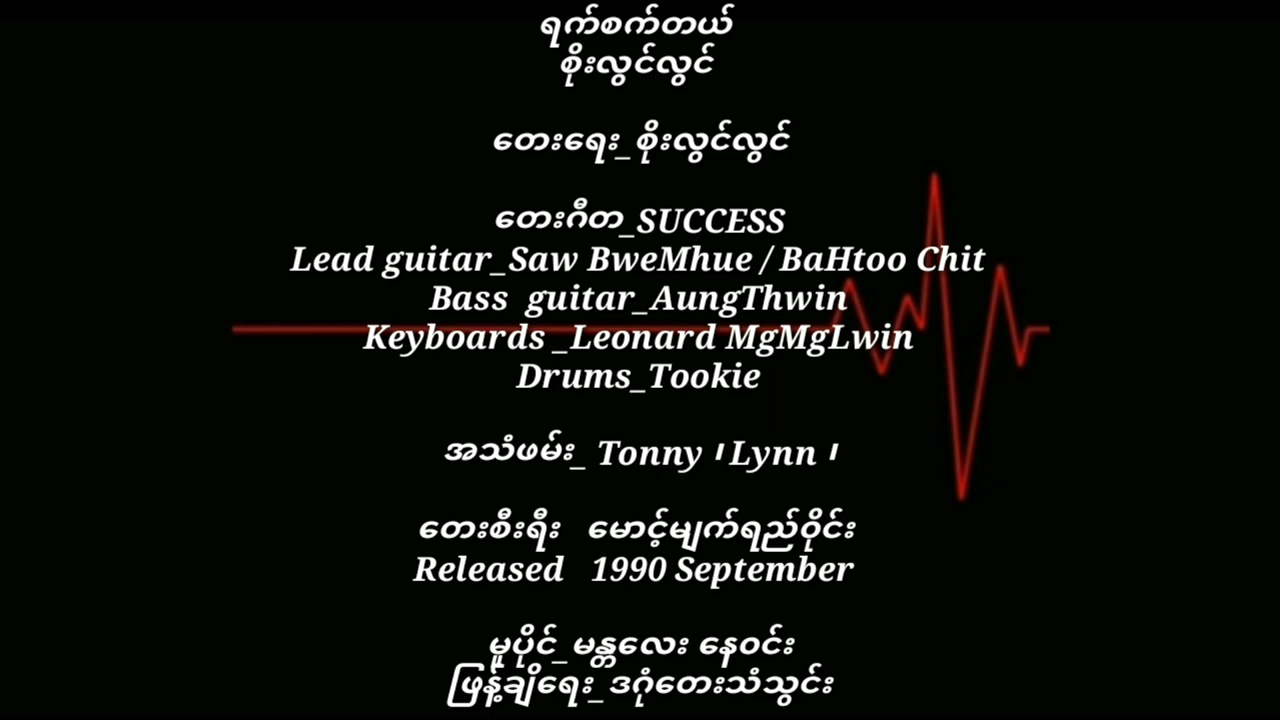 ရက်စက်တယ်
စိုးလွင်လွင်
တေးရေး_စိုးလွင်လွင်
တေးဂီတ_SUCCESS
Lead guitar_Saw BweMhue / BaHtoo Chit
Bass guitar_AungThwin
Keyboards _Leonard MgMgLwin
Drums_Tookie
အသံဖမ်း_ Tonny ၊ Lynn ၊
တေးစီးရီး မောင့်မျက်ရည်ဝိုင်း
Released 1990 September
မူပိုင်_မန္တလေး နေဝင်း
ဖြန့်ချိရေး_ဒဂုံတေးသံသွင်း